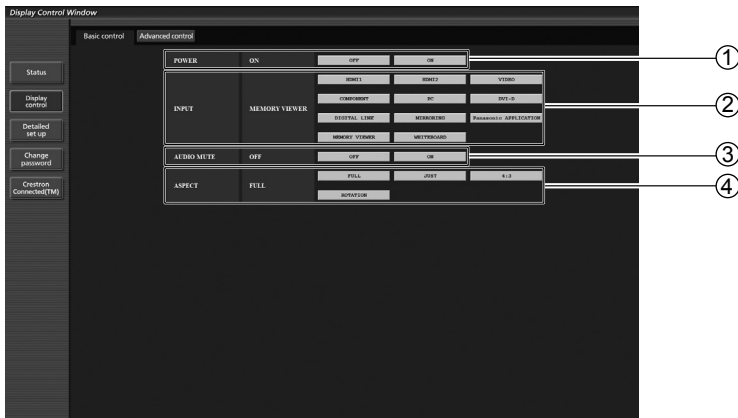 Display Control Window
Basic control Advanced control
Status
Display control
Detailed set up
Change password
Crestron Connected(TM)
POWER ON OFF ON
INPUT MEMORY VIEWER
HDMI1 HDMI2 VIDEO
COMPONENT PC DVI-D
DIGITAL LINK MIRRORING Panasonic APPLICATION
MEMORY VIEWER WHITEBOARD
AUDIO MUTE OFF OFF ON
ASPECT FULL
FULL JUST 4:3
ROTATION
①
②
③
④